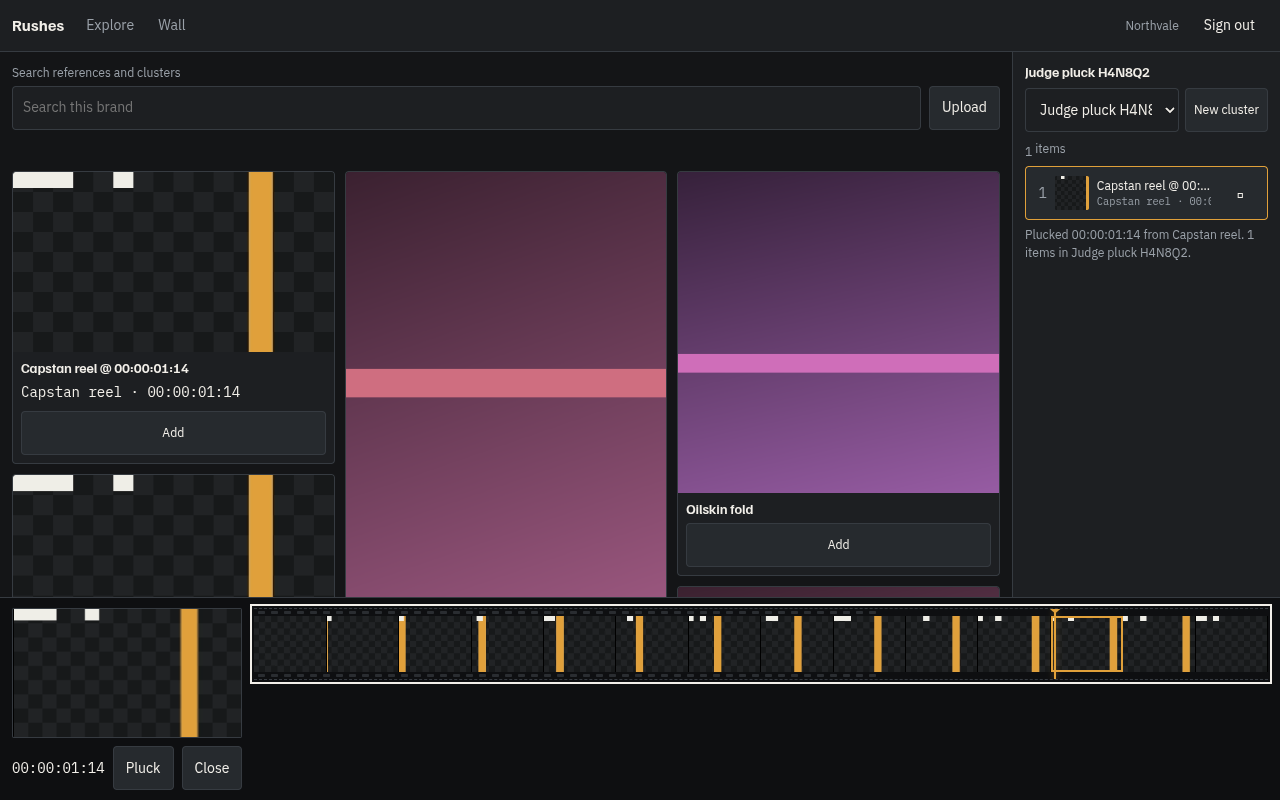 Rushes Explore Wall Northvale Sign out
Search references and clusters
Search this brand
Upload
Capstan reel @ 00:00:01:14
Capstan reel · 00:00:01:14
Add
Oilskin fold
Add
Judge pluck H4N8Q2
Judge pluck H4N8
New cluster
1 items
1
Capstan reel @ 00:...
Capstan reel · 00:0
Plucked 00:00:01:14 from Capstan reel. 1
items in Judge pluck H4N8Q2.
00:00:01:14 Pluck Close